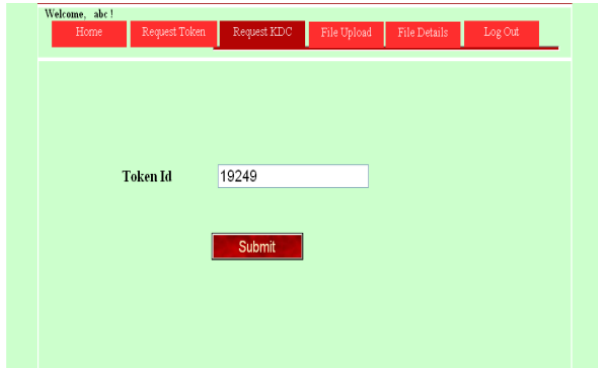 Welcome, abc !
Home Request Token Request KDC File Upload File Details Log Out
Token Id 19249
Submit